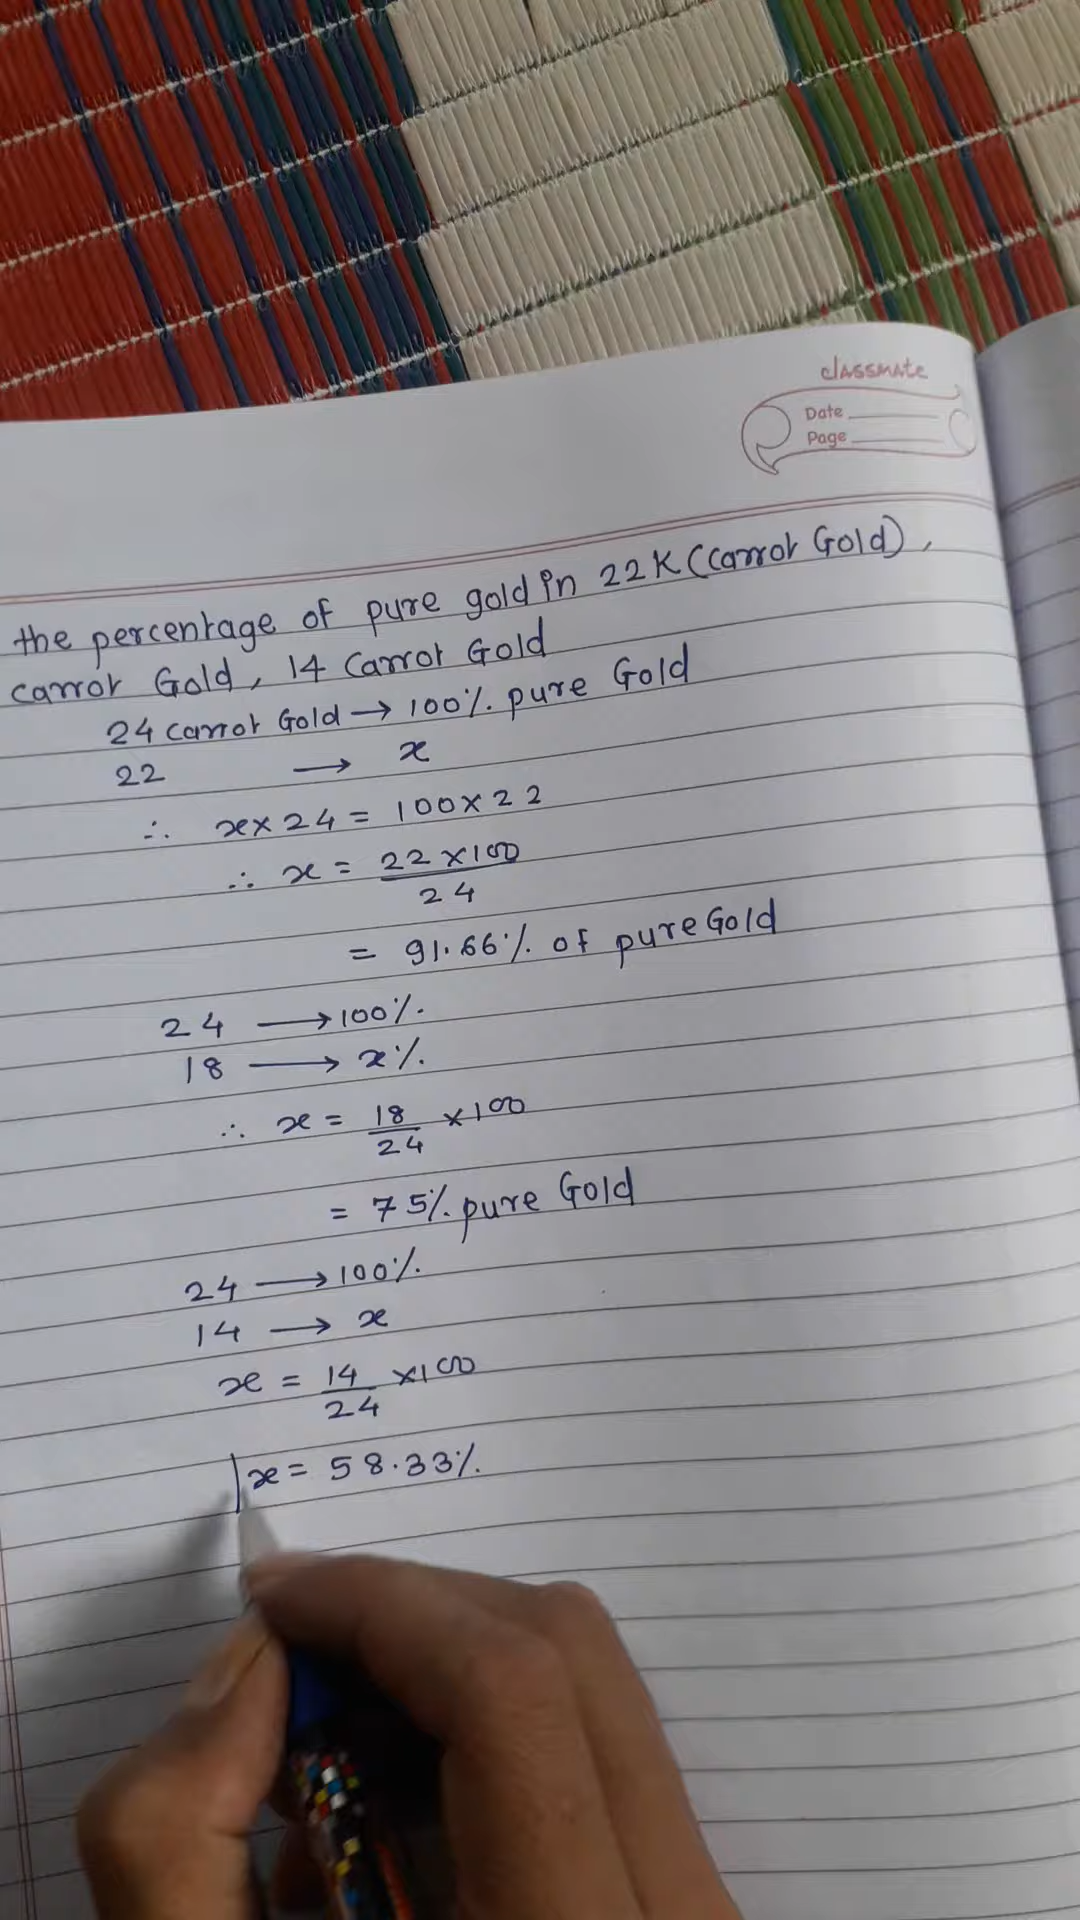 classmate
Date
Page
the percentage of pure gold in 22K (Carrot Gold),
carrot Gold, 14 Carrot Gold
24 carrot Gold → 100% pure Gold
22 → x
∴ x×24 = 100×22
∴ x = 22×100/24
= 91.66% of pure Gold
24 → 100%.
18 → x%.
∴ x = 18/24 ×100
= 75% pure Gold
24 → 100%.
14 → x
x = 14/24 ×100
x = 58.33%.